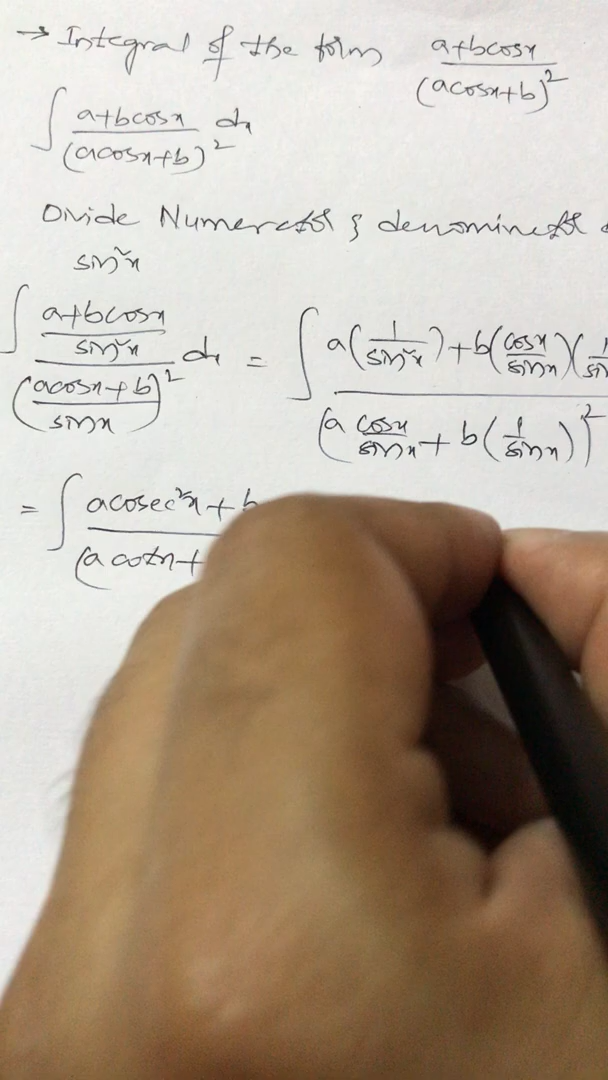 → Integral of the form a+bcosx/(acosx+b)²
∫ a+bcosx/(acosx+b)² dx
Divide Numerator & denominator
sin²x
∫ (a+bcosx/sin²x)/((acosx+b)/sinx)² dx = ∫ a(1/sin²x)+b(cosx/sinx)(1/(a cosx/sinx + b(1/sinx))²
= ∫ acosec²x + b/(a cotx+